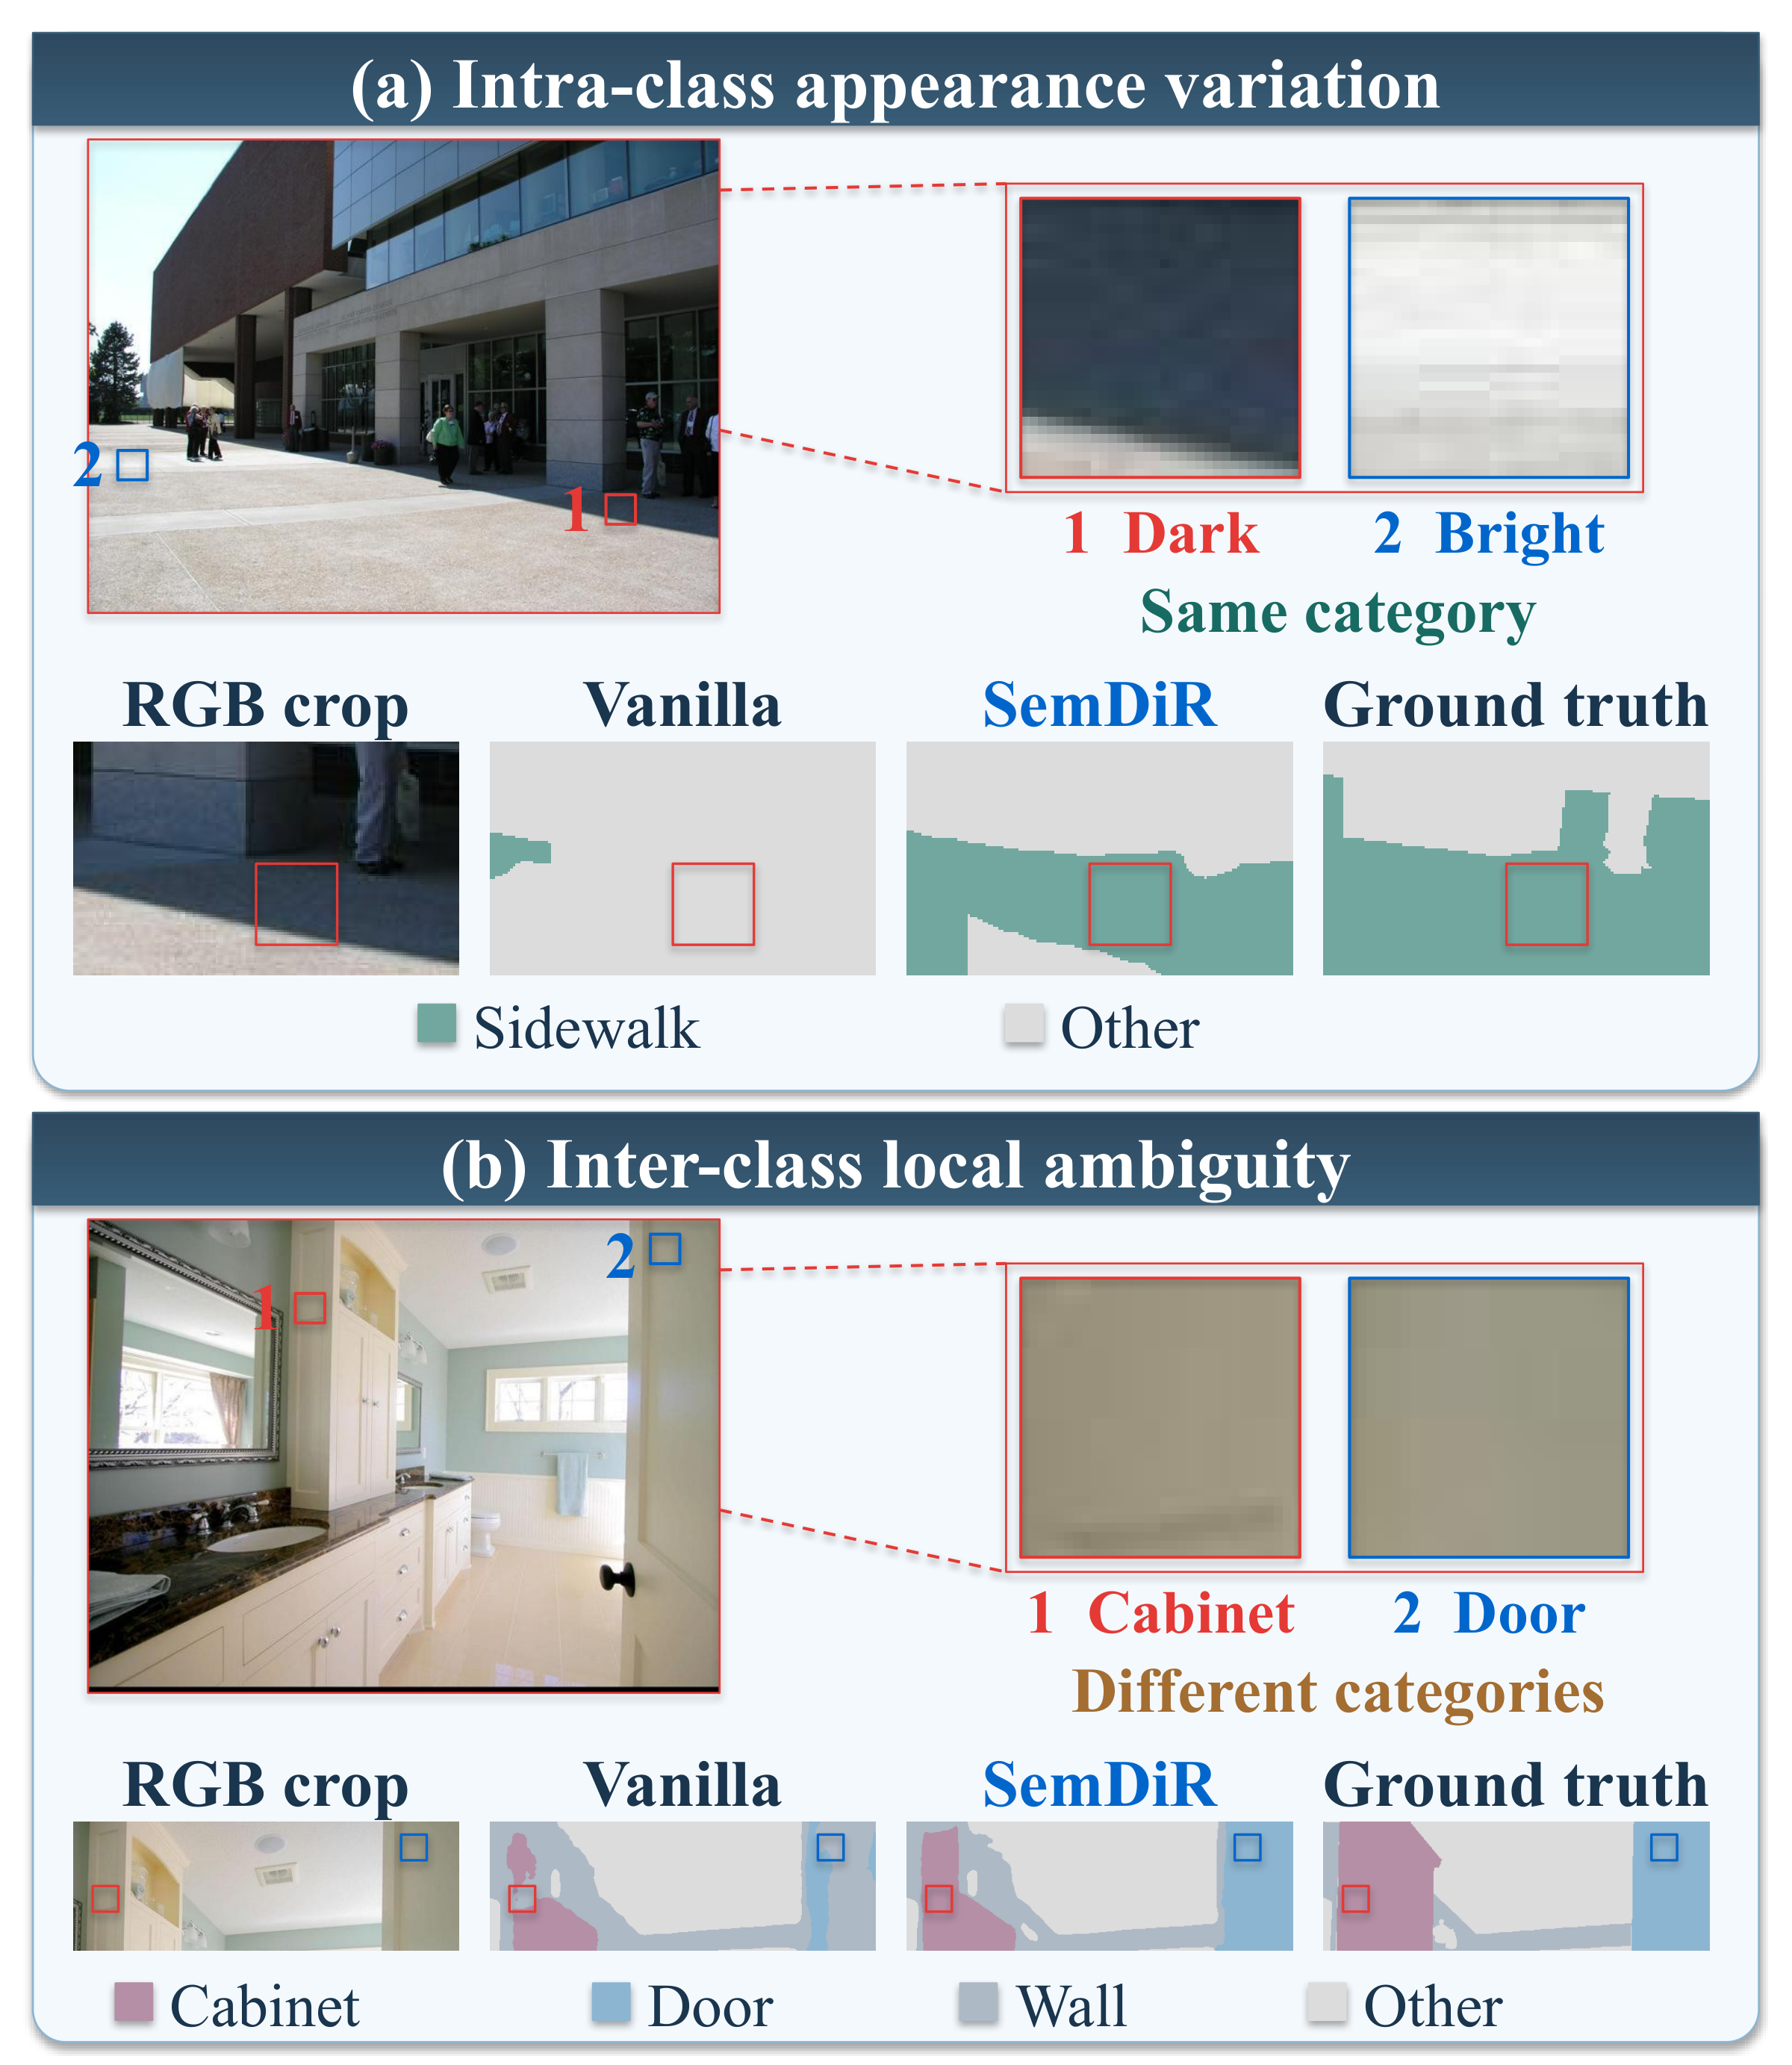 (a) Intra-class appearance variation
2
1
1 Dark
2 Bright
Same category
RGB crop
Vanilla
SemDiR
Ground truth
Sidewalk
Other
(b) Inter-class local ambiguity
2
1
1 Cabinet
2 Door
Different categories
RGB crop
Vanilla
SemDiR
Ground truth
Cabinet
Door
Wall
Other